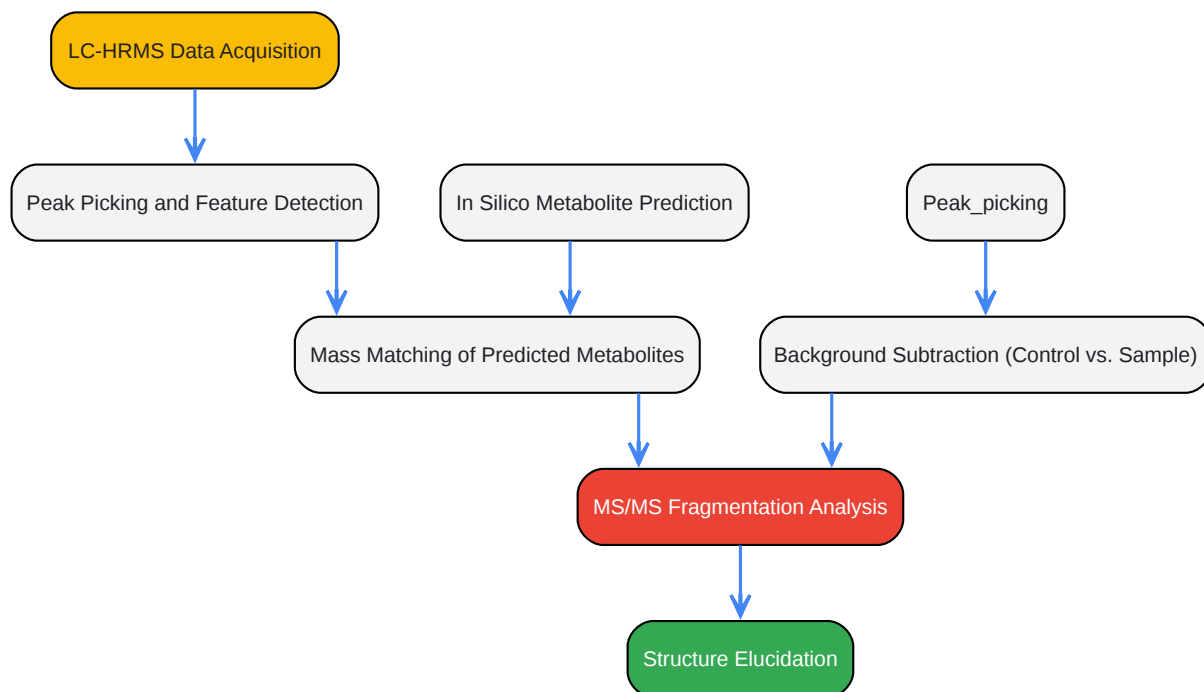 LC-HRMS Data Acquisition
Peak Picking and Feature Detection
In Silico Metabolite Prediction
Peak_picking
Mass Matching of Predicted Metabolites
Background Subtraction (Control vs. Sample)
MS/MS Fragmentation Analysis
Structure Elucidation